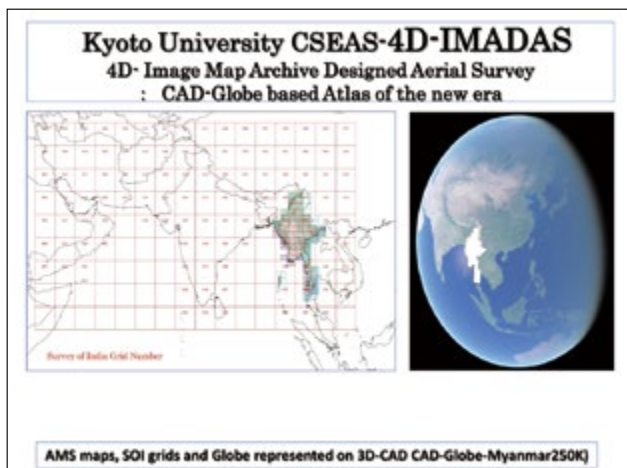 Kyoto University CSEAS-4D-IMADAS
4D- Image Map Archive Designed Aerial Survey
: CAD-Globe based Atlas of the new era
Survey of India Grid Number
AMS maps, SOI grids and Globe represented on 3D-CAD CAD-Globe-Myanmar250K)